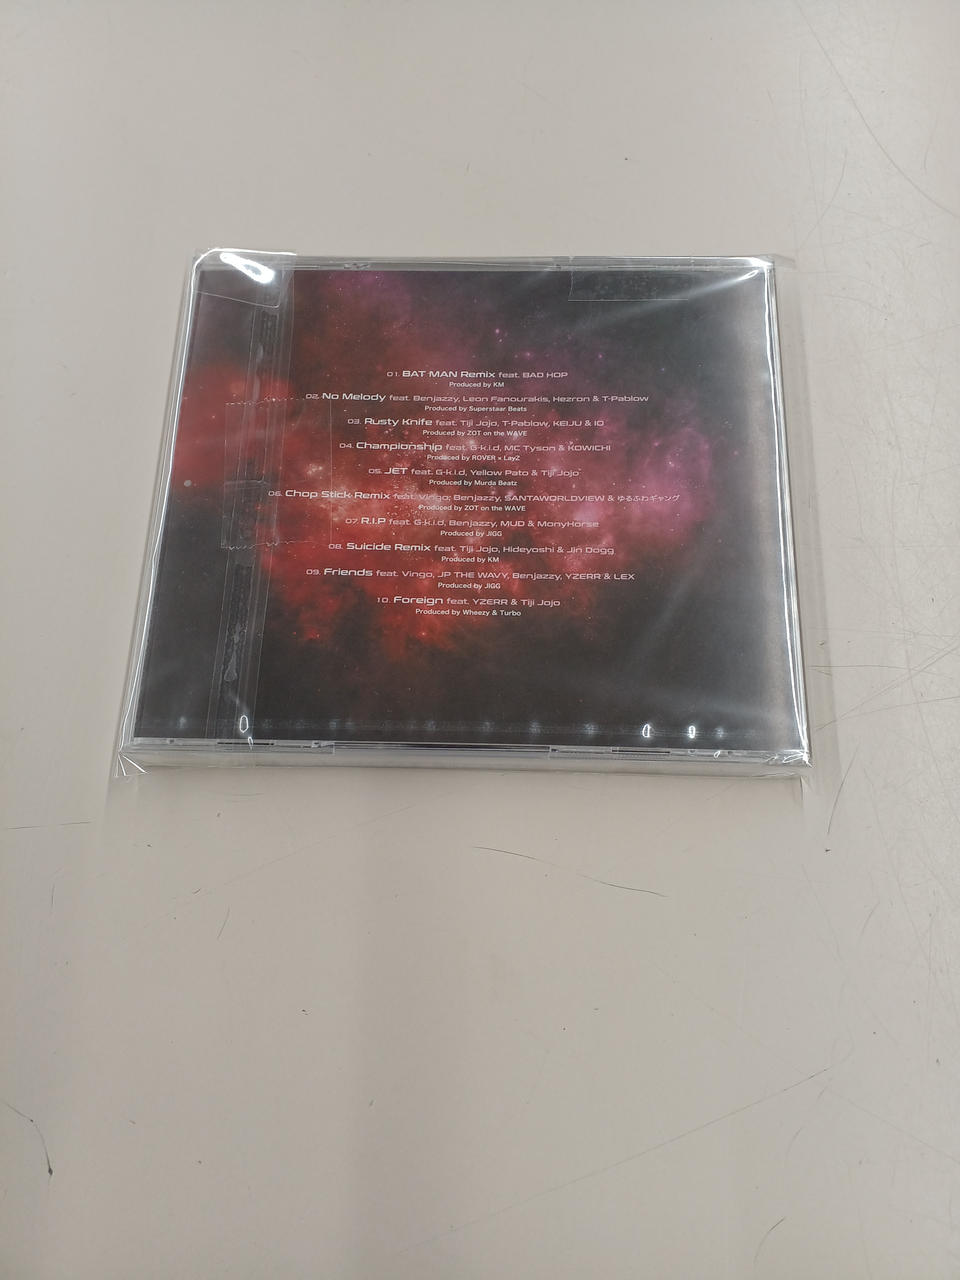 01. BAT MAN Remix feat. BAD HOP
Produced by KM
02. No Melody feat. Benjazzy, Leon Fanourakis, Hezron & T-Pablow
Produced by Superstaar Beats
03. Rusty Knife feat. Tiji Jojo, T-Pablow, KEIJU & IO
Produced by ZOT on the WAVE
04. Championship feat. G-k.i.d, MC Tyson & KOWICHI
Produced by ROVER × LayZ
05. JET feat. G-k.i.d, Yellow Pato & Tiji Jojo
Produced by Murda Beatz
06. Chop Stick Remix feat. Vingo, Benjazzy, SANTAWORLDVIEW & ゆるふわギャング
Produced by ZOT on the WAVE
07. R.I.P feat. G-k.i.d, Benjazzy, MUD & MonyHorse
Produced by JIGG
08. Suicide Remix feat. Tiji Jojo, Hideyoshi & Jin Dogg
Produced by KM
09. Friends feat. Vingo, JP THE WAVY, Benjazzy, YZERR & LEX
Produced by JIGG
10. Foreign feat. YZERR & Tiji Jojo
Produced by Wheezy & Turbo